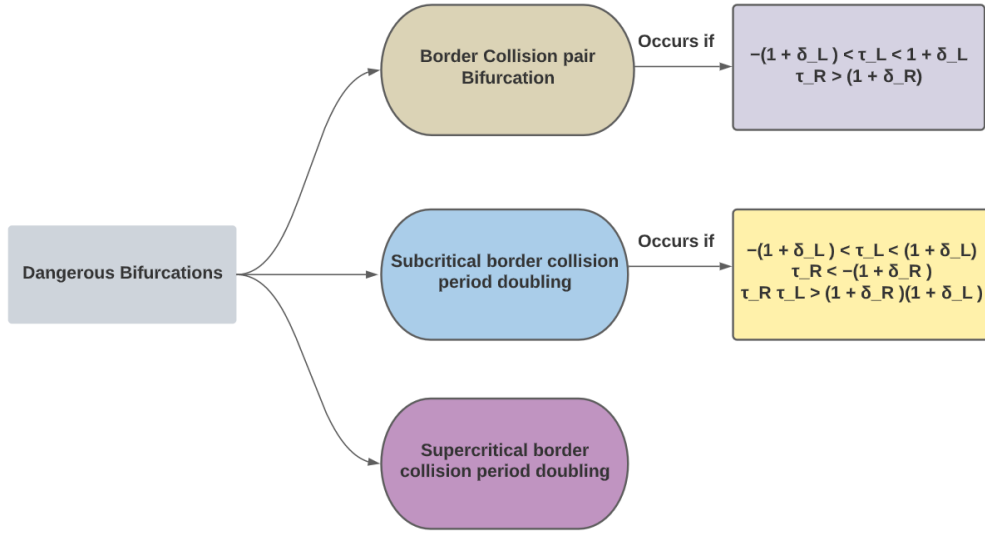 Dangerous Bifurcations
Border Collision pair
Bifurcation
Occurs if
−(1 + δ_L ) < τ_L < 1 + δ_L
τ_R > (1 + δ_R)
Subcritical border collision
period doubling
Occurs if
−(1 + δ_L ) < τ_L < (1 + δ_L)
τ_R < −(1 + δ_R )
τ_R τ_L > (1 + δ_R )(1 + δ_L )
Supercritical border
collision period doubling